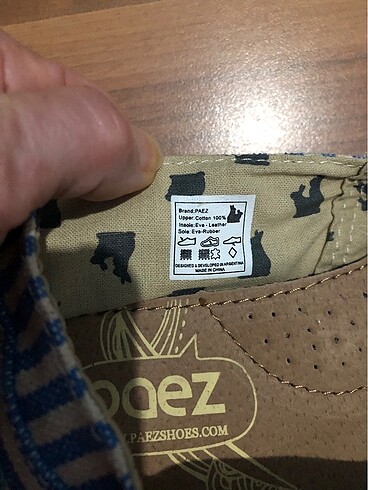 Brand:PAEZ
Upper:Cotton 100%
Insole:Eva - Leather
Sole:Eva-Rubber
DESIGNED & DEVELOPED IN ARGENTINA
MADE IN CHINA
paez
.PAEZSHOES.COM